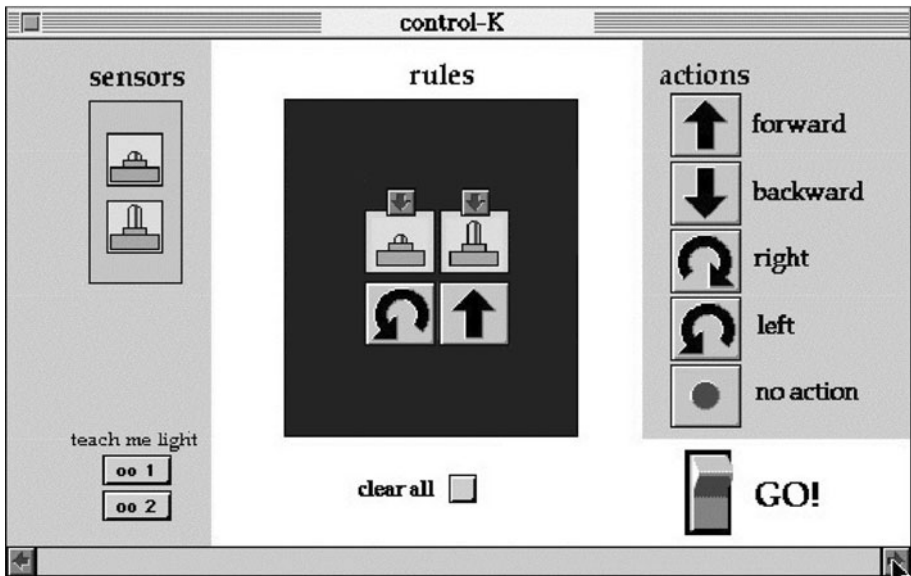 control-K
sensors
rules
actions
forward
backward
right
left
no action
teach me light
oo 1
oo 2
clear all
GO!